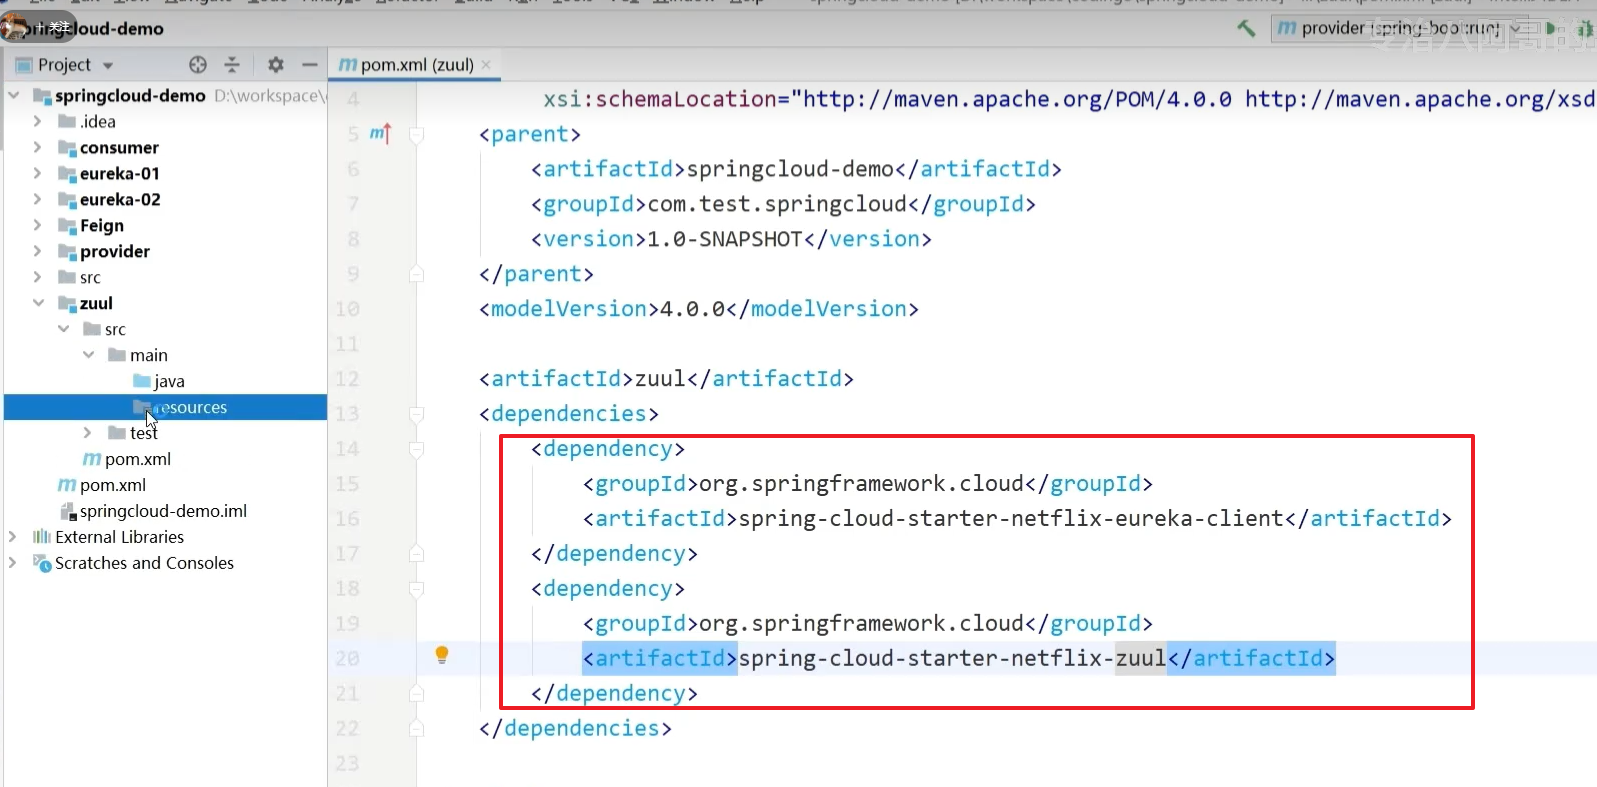 + 关注
springcloud-demo
provider [spring-boot:run]
Project
pom.xml (zuul)
springcloud-demo D:\workspace\
.idea
consumer
eureka-01
eureka-02
Feign
provider
src
zuul
src
main
java
resources
test
pom.xml
pom.xml
springcloud-demo.iml
External Libraries
Scratches and Consoles
4 xsi:schemaLocation="http://maven.apache.org/POM/4.0.0 http://maven.apache.org/xsd
5 <parent>
6 <artifactId>springcloud-demo</artifactId>
7 <groupId>com.test.springcloud</groupId>
8 <version>1.0-SNAPSHOT</version>
9 </parent>
10 <modelVersion>4.0.0</modelVersion>
11
12 <artifactId>zuul</artifactId>
13 <dependencies>
14 <dependency>
15 <groupId>org.springframework.cloud</groupId>
16 <artifactId>spring-cloud-starter-netflix-eureka-client</artifactId>
17 </dependency>
18 <dependency>
19 <groupId>org.springframework.cloud</groupId>
20 <artifactId>spring-cloud-starter-netflix-zuul</artifactId>
21 </dependency>
22 </dependencies>
23